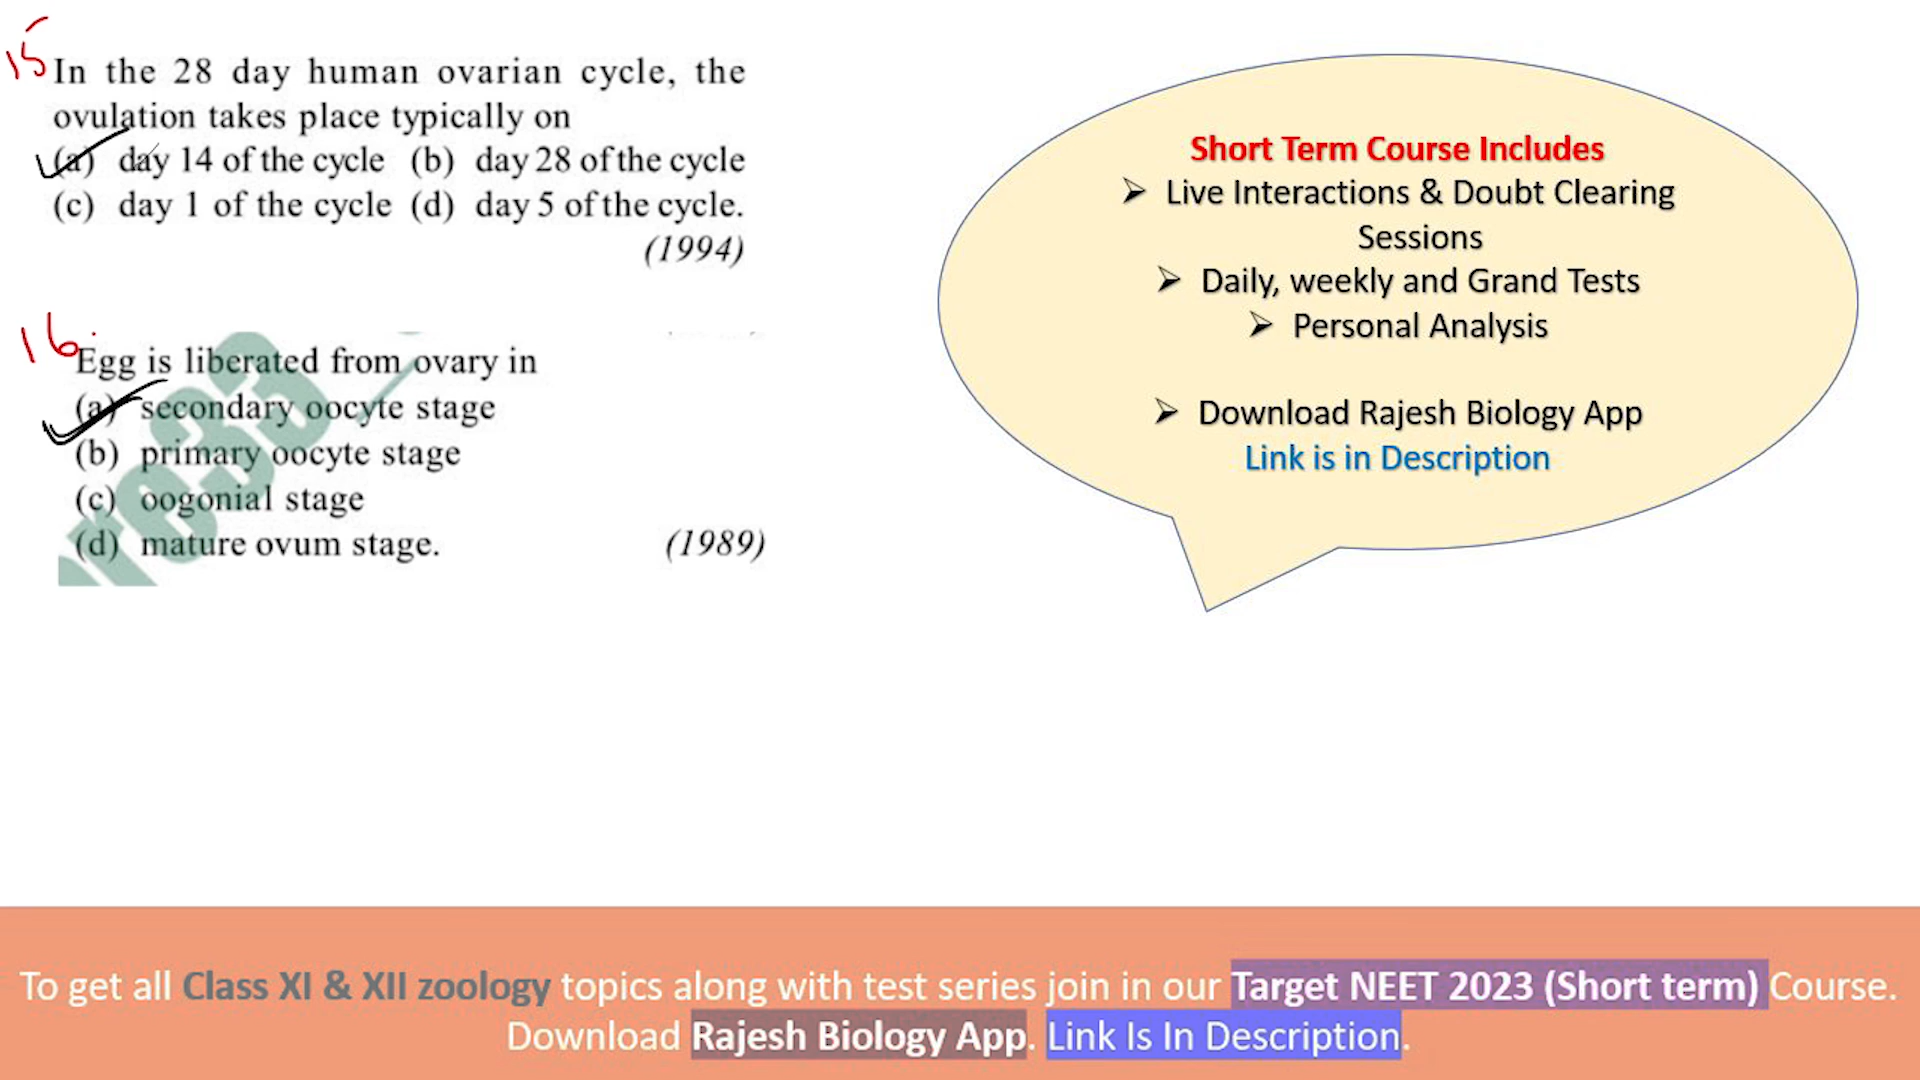 15
In the 28 day human ovarian cycle, the
ovulation takes place typically on
(a) day 14 of the cycle (b) day 28 of the cycle
(c) day 1 of the cycle (d) day 5 of the cycle.
(1994)
16.
Egg is liberated from ovary in
(a) secondary oocyte stage
(b) primary oocyte stage
(c) oogonial stage
(d) mature ovum stage. (1989)
Short Term Course Includes
➢ Live Interactions & Doubt Clearing
Sessions
➢ Daily, weekly and Grand Tests
➢ Personal Analysis
➢ Download Rajesh Biology App
Link is in Description
To get all Class XI & XII zoology topics along with test series join in our Target NEET 2023 (Short term) Course.
Download Rajesh Biology App. Link Is In Description.